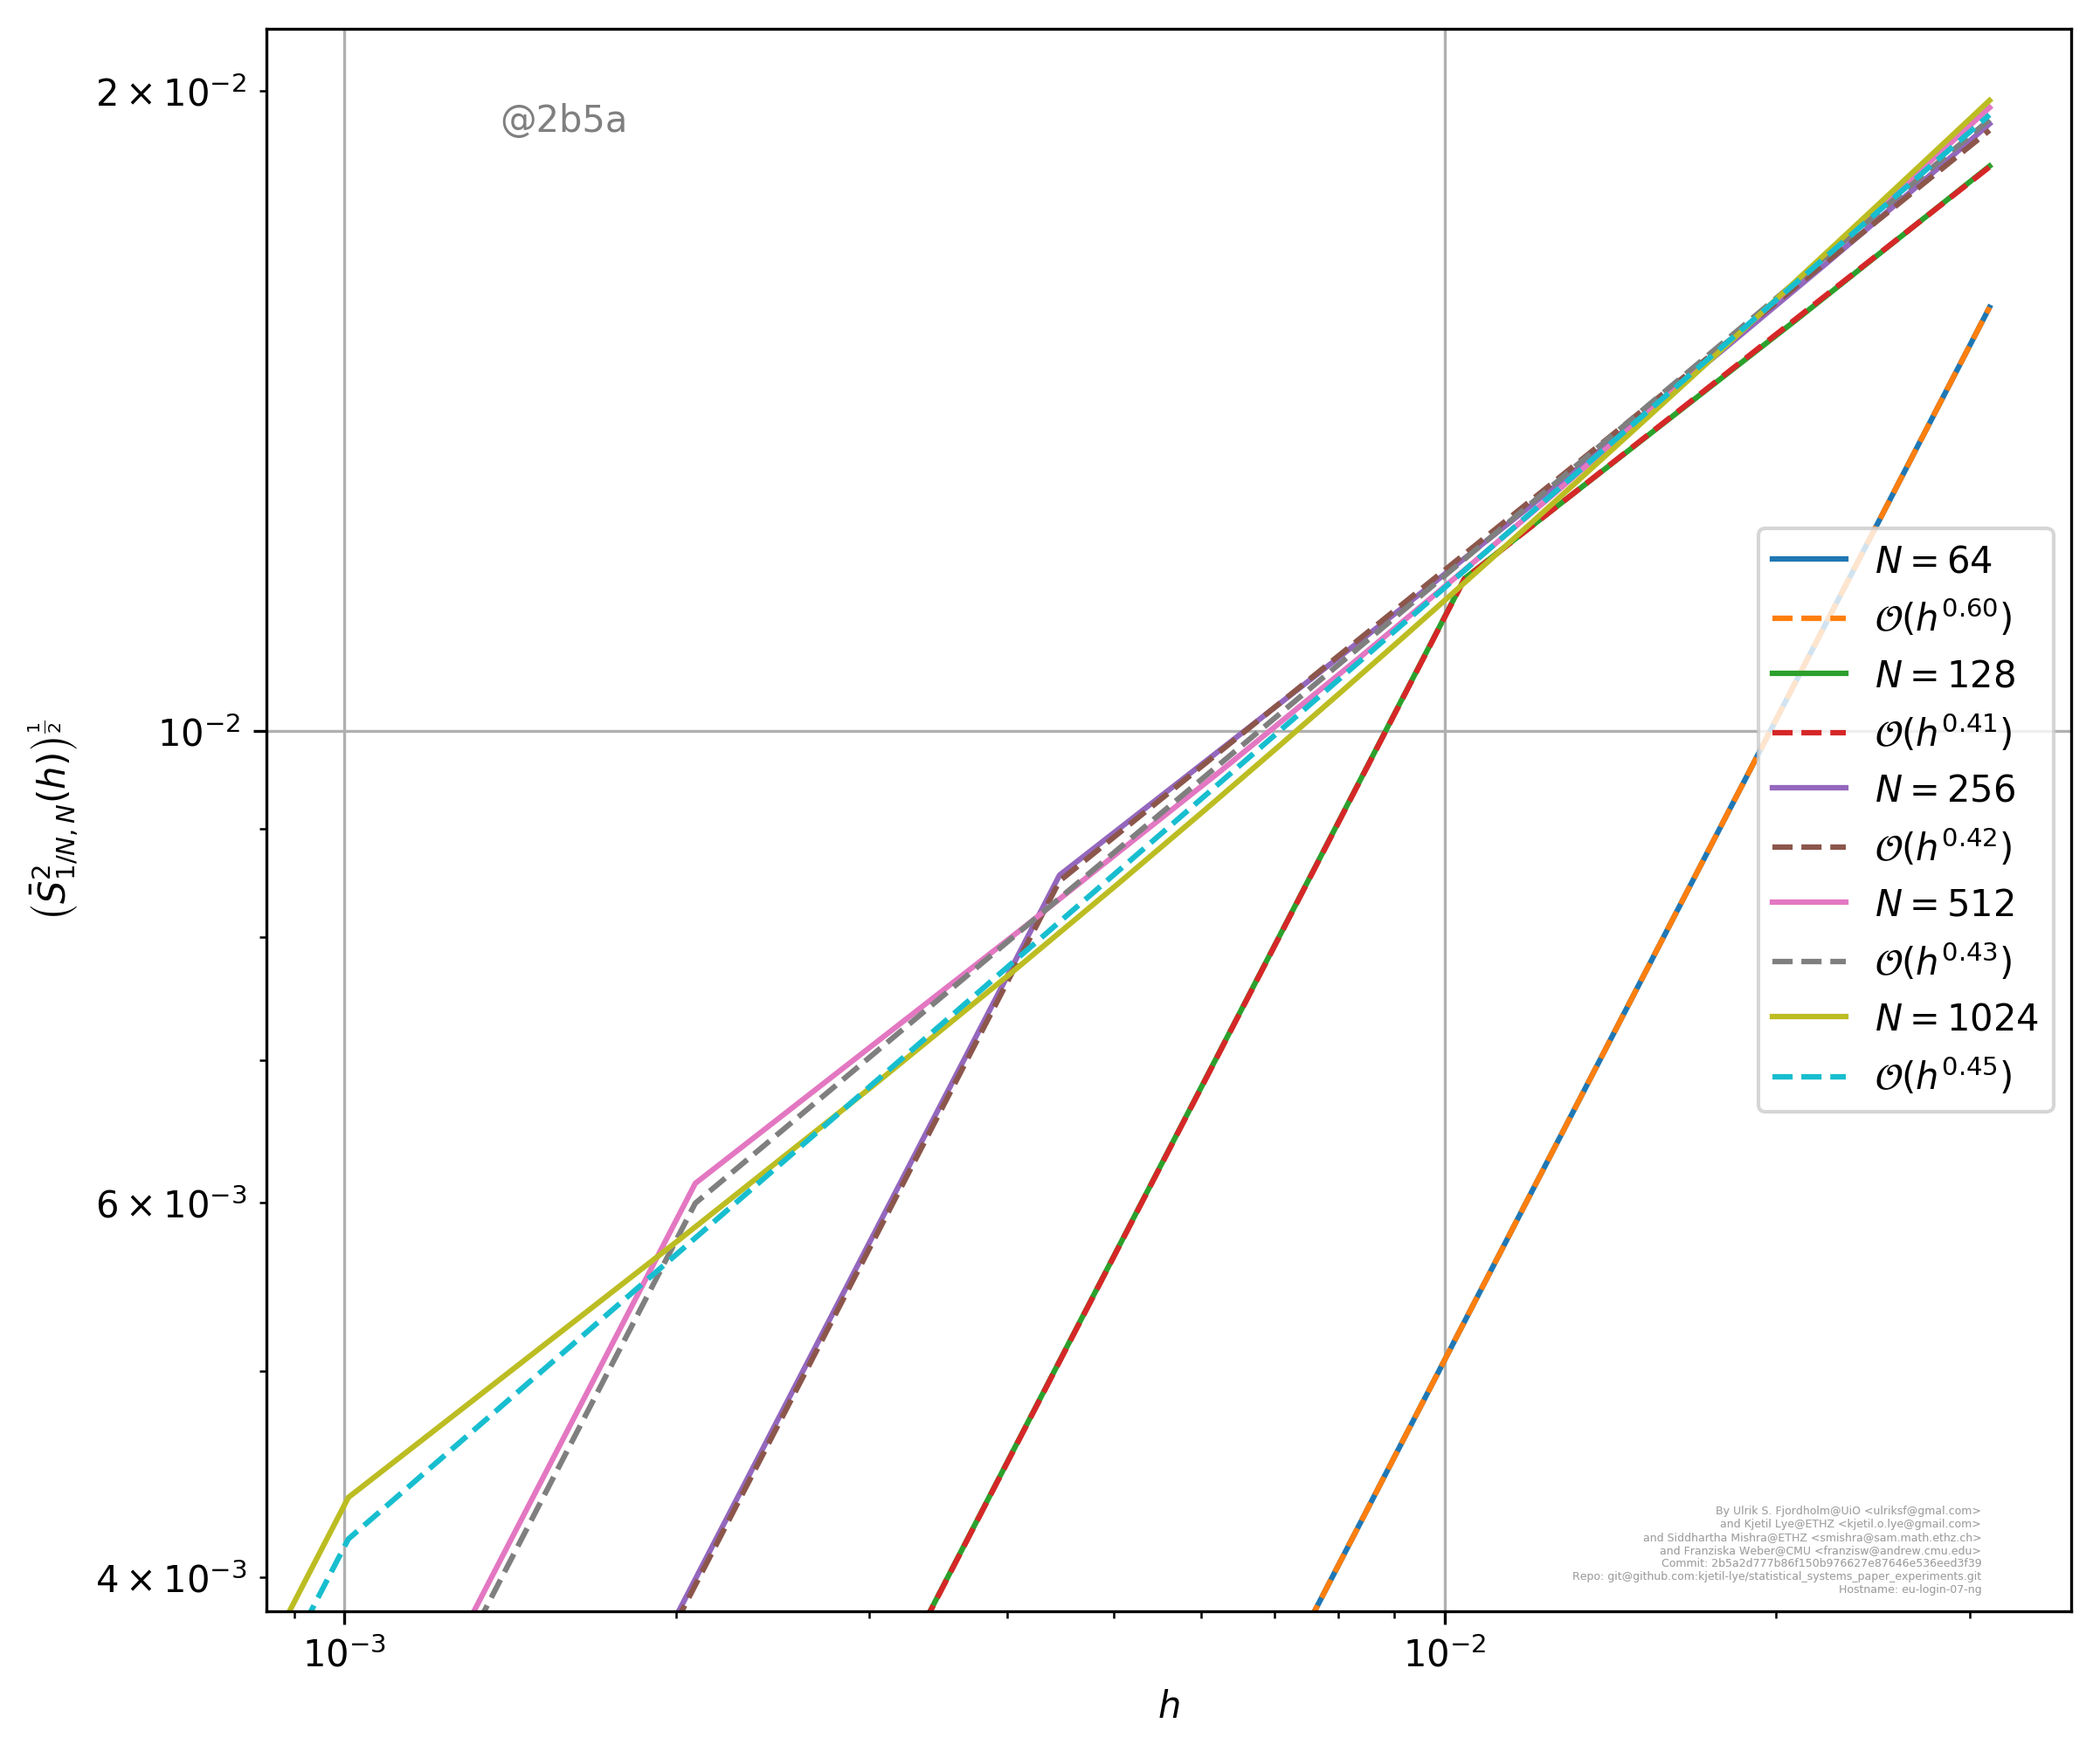 2 × 10⁻²
10⁻²
6 × 10⁻³
4 × 10⁻³
(S̄²₁/N, N(h))^½
@2b5a
N = 64
𝒪(h^0.60)
N = 128
𝒪(h^0.41)
N = 256
𝒪(h^0.42)
N = 512
𝒪(h^0.43)
N = 1024
𝒪(h^0.45)
By Ulrik S. Fjordholm@UiO <ulriksf@gmal.com>
and Kjetil Lye@ETHZ <kjetil.o.lye@gmail.com>
and Siddhartha Mishra@ETHZ <smishra@sam.math.ethz.ch>
and Franziska Weber@CMU <franzisw@andrew.cmu.edu>
Commit: 2b5a2d777b86f150b976627e87646e536eed3f39
Repo: git@github.com:kjetil-lye/statistical_systems_paper_experiments.git
Hostname: eu-login-07-ng
10⁻³
10⁻²
h